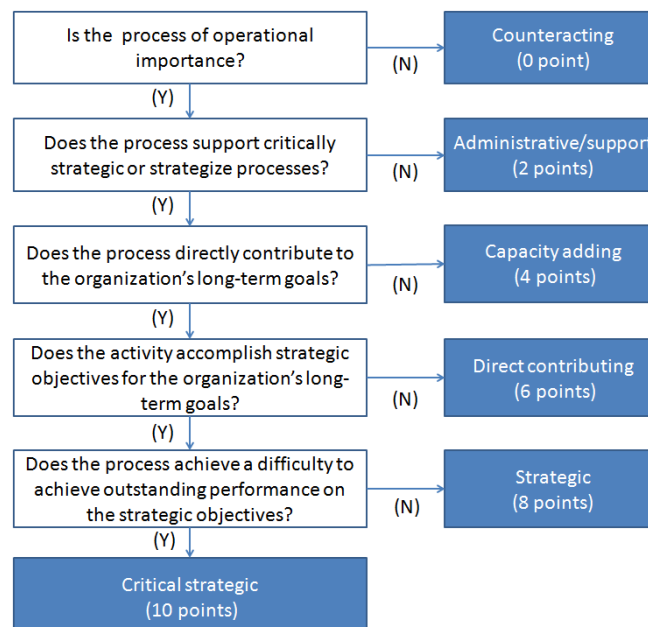 Is the process of operational
importance?
(N)
Counteracting
(0 point)
(Y)
Does the process support critically
strategic or strategize processes?
(N)
Administrative/support
(2 points)
(Y)
Does the process directly contribute to
the organization's long-term goals?
(N)
Capacity adding
(4 points)
(Y)
Does the activity accomplish strategic
objectives for the organization's long-
term goals?
(N)
Direct contributing
(6 points)
(Y)
Does the process achieve a difficulty to
achieve outstanding performance on
the strategic objectives?
(N)
Strategic
(8 points)
(Y)
Critical strategic
(10 points)